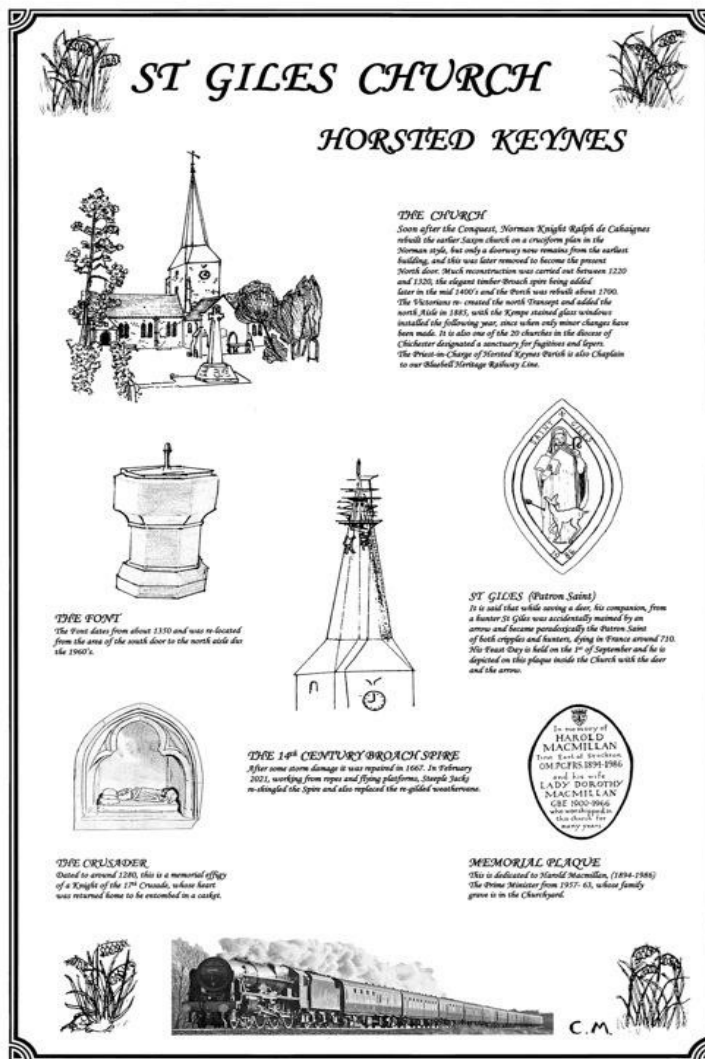 ST GILES CHURCH
HORSTED KEYNES
THE CHURCH
Soon after the Conquest, Norman Knight Ralph de Cahaignes
rebuilt the earlier Saxon church on a cruciform plan in the
Norman style, but only a doorway now remains from the earliest
building, and this was later removed to become the present
North door. Much reconstruction was carried out between 1220
and 1320, the elegant timber Broach spire being added
later in the mid 1400's and the Porch was rebuilt about 1700.
The Victorians re- created the north Transept and added the
north Aisle in 1885, with the Kempe stained glass windows
installed the following year, since when only minor changes have
been made. It is also one of the 20 churches in the diocese of
Chichester designated a sanctuary for fugitives and lepers.
The Priest-in-Charge of Horsted Keynes Parish is also Chaplain
to our Bluebell Heritage Railway Line.
SAINT GILES
THE FONT
The Font dates from about 1350 and was re-located
from the area of the south door to the north aisle dus
the 1960's.
ST GILES (Patron Saint)
It is said that while saving a deer, his companion, from
a hunter St Giles was accidentally maimed by an
arrow and became paradoxically the Patron Saint
of both cripples and hunters, dying in France around 710.
His Feast Day is held on the 1st of September and he is
depicted on this plaque inside the Church with the deer
and the arrow.
THE 14th CENTURY BROACH SPIRE
After some storm damage it was repaired in 1667. In February
2021, working from ropes and flying platforms, Steeple Jacks
re-shingled the Spire and also replaced the re-gilded weathervane.
In memory of
HAROLD
MACMILLAN
First Earl of Stockton
OM.PC.FRS.1894-1986
and his wife
LADY DOROTHY
MACMILLAN
GBE 1900-1966
who worshipped in
this church for
many years
THE CRUSADER
Dated to around 1280, this is a memorial effigy
of a Knight of the 17th Crusade, whose heart
was returned home to be entombed in a casket.
MEMORIAL PLAQUE
This is dedicated to Harold Macmillan, (1894-1986)
The Prime Minister from 1957- 63, whose family
grave is in the Churchyard.
C.M.